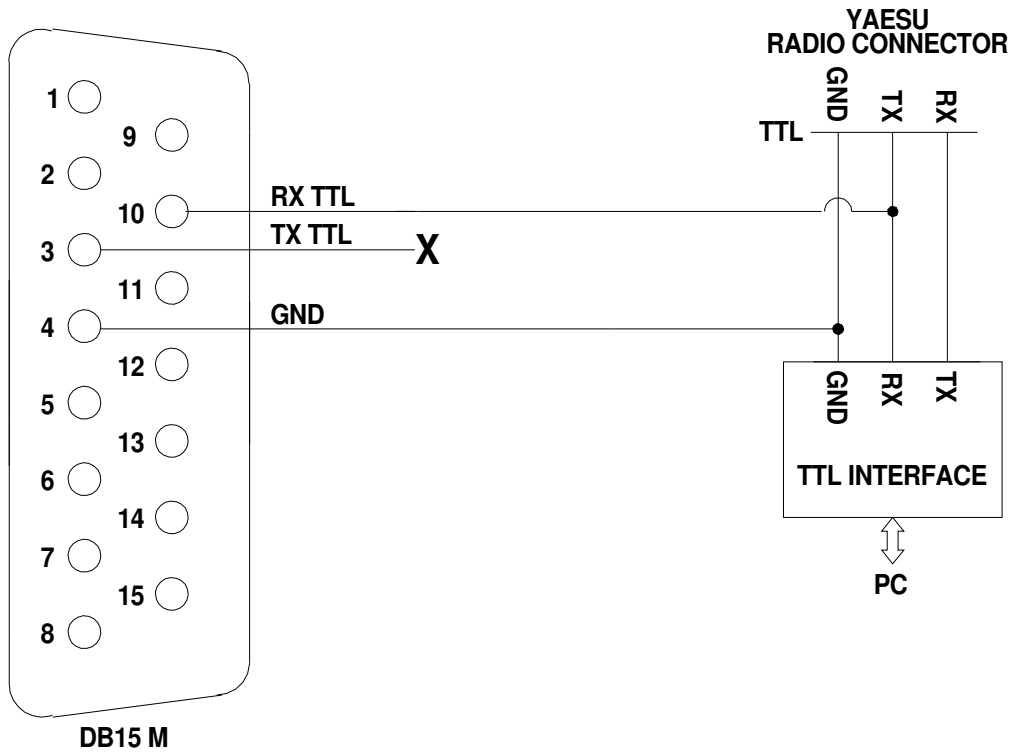 YAESU
RADIO CONNECTOR
GND TX RX
TTL
1
9
2
10 RX TTL
3 TX TTL X
11
4 GND
12
GND RX TX
5
13
6 TTL INTERFACE
14
7
PC
15
8
DB15 M